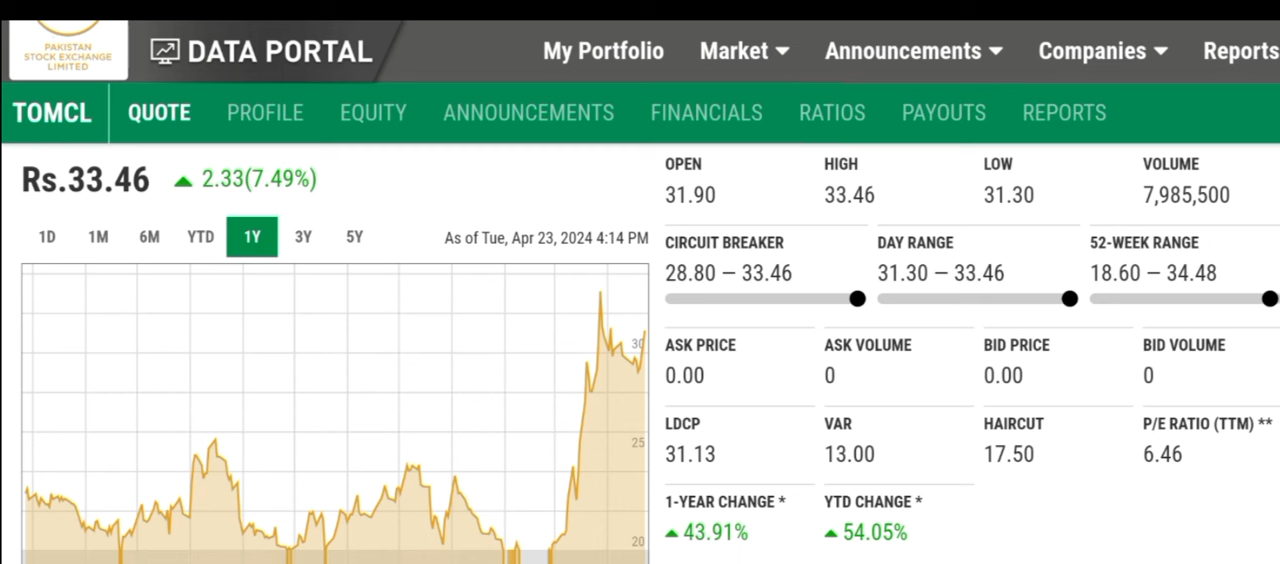 PAKISTAN
STOCK EXCHANGE
LIMITED
DATA PORTAL
My Portfolio Market Announcements Companies Reports
TOMCL QUOTE PROFILE EQUITY ANNOUNCEMENTS FINANCIALS RATIOS PAYOUTS REPORTS
Rs.33.46 2.33(7.49%)
1D 1M 6M YTD 1Y 3Y 5Y
As of Tue, Apr 23, 2024 4:14 PM
30
25
20
OPEN HIGH LOW VOLUME
31.90 33.46 31.30 7,985,500
CIRCUIT BREAKER DAY RANGE 52-WEEK RANGE
28.80 — 33.46 31.30 — 33.46 18.60 — 34.48
ASK PRICE ASK VOLUME BID PRICE BID VOLUME
0.00 0 0.00 0
LDCP VAR HAIRCUT P/E RATIO (TTM) **
31.13 13.00 17.50 6.46
1-YEAR CHANGE * YTD CHANGE *
43.91% 54.05%